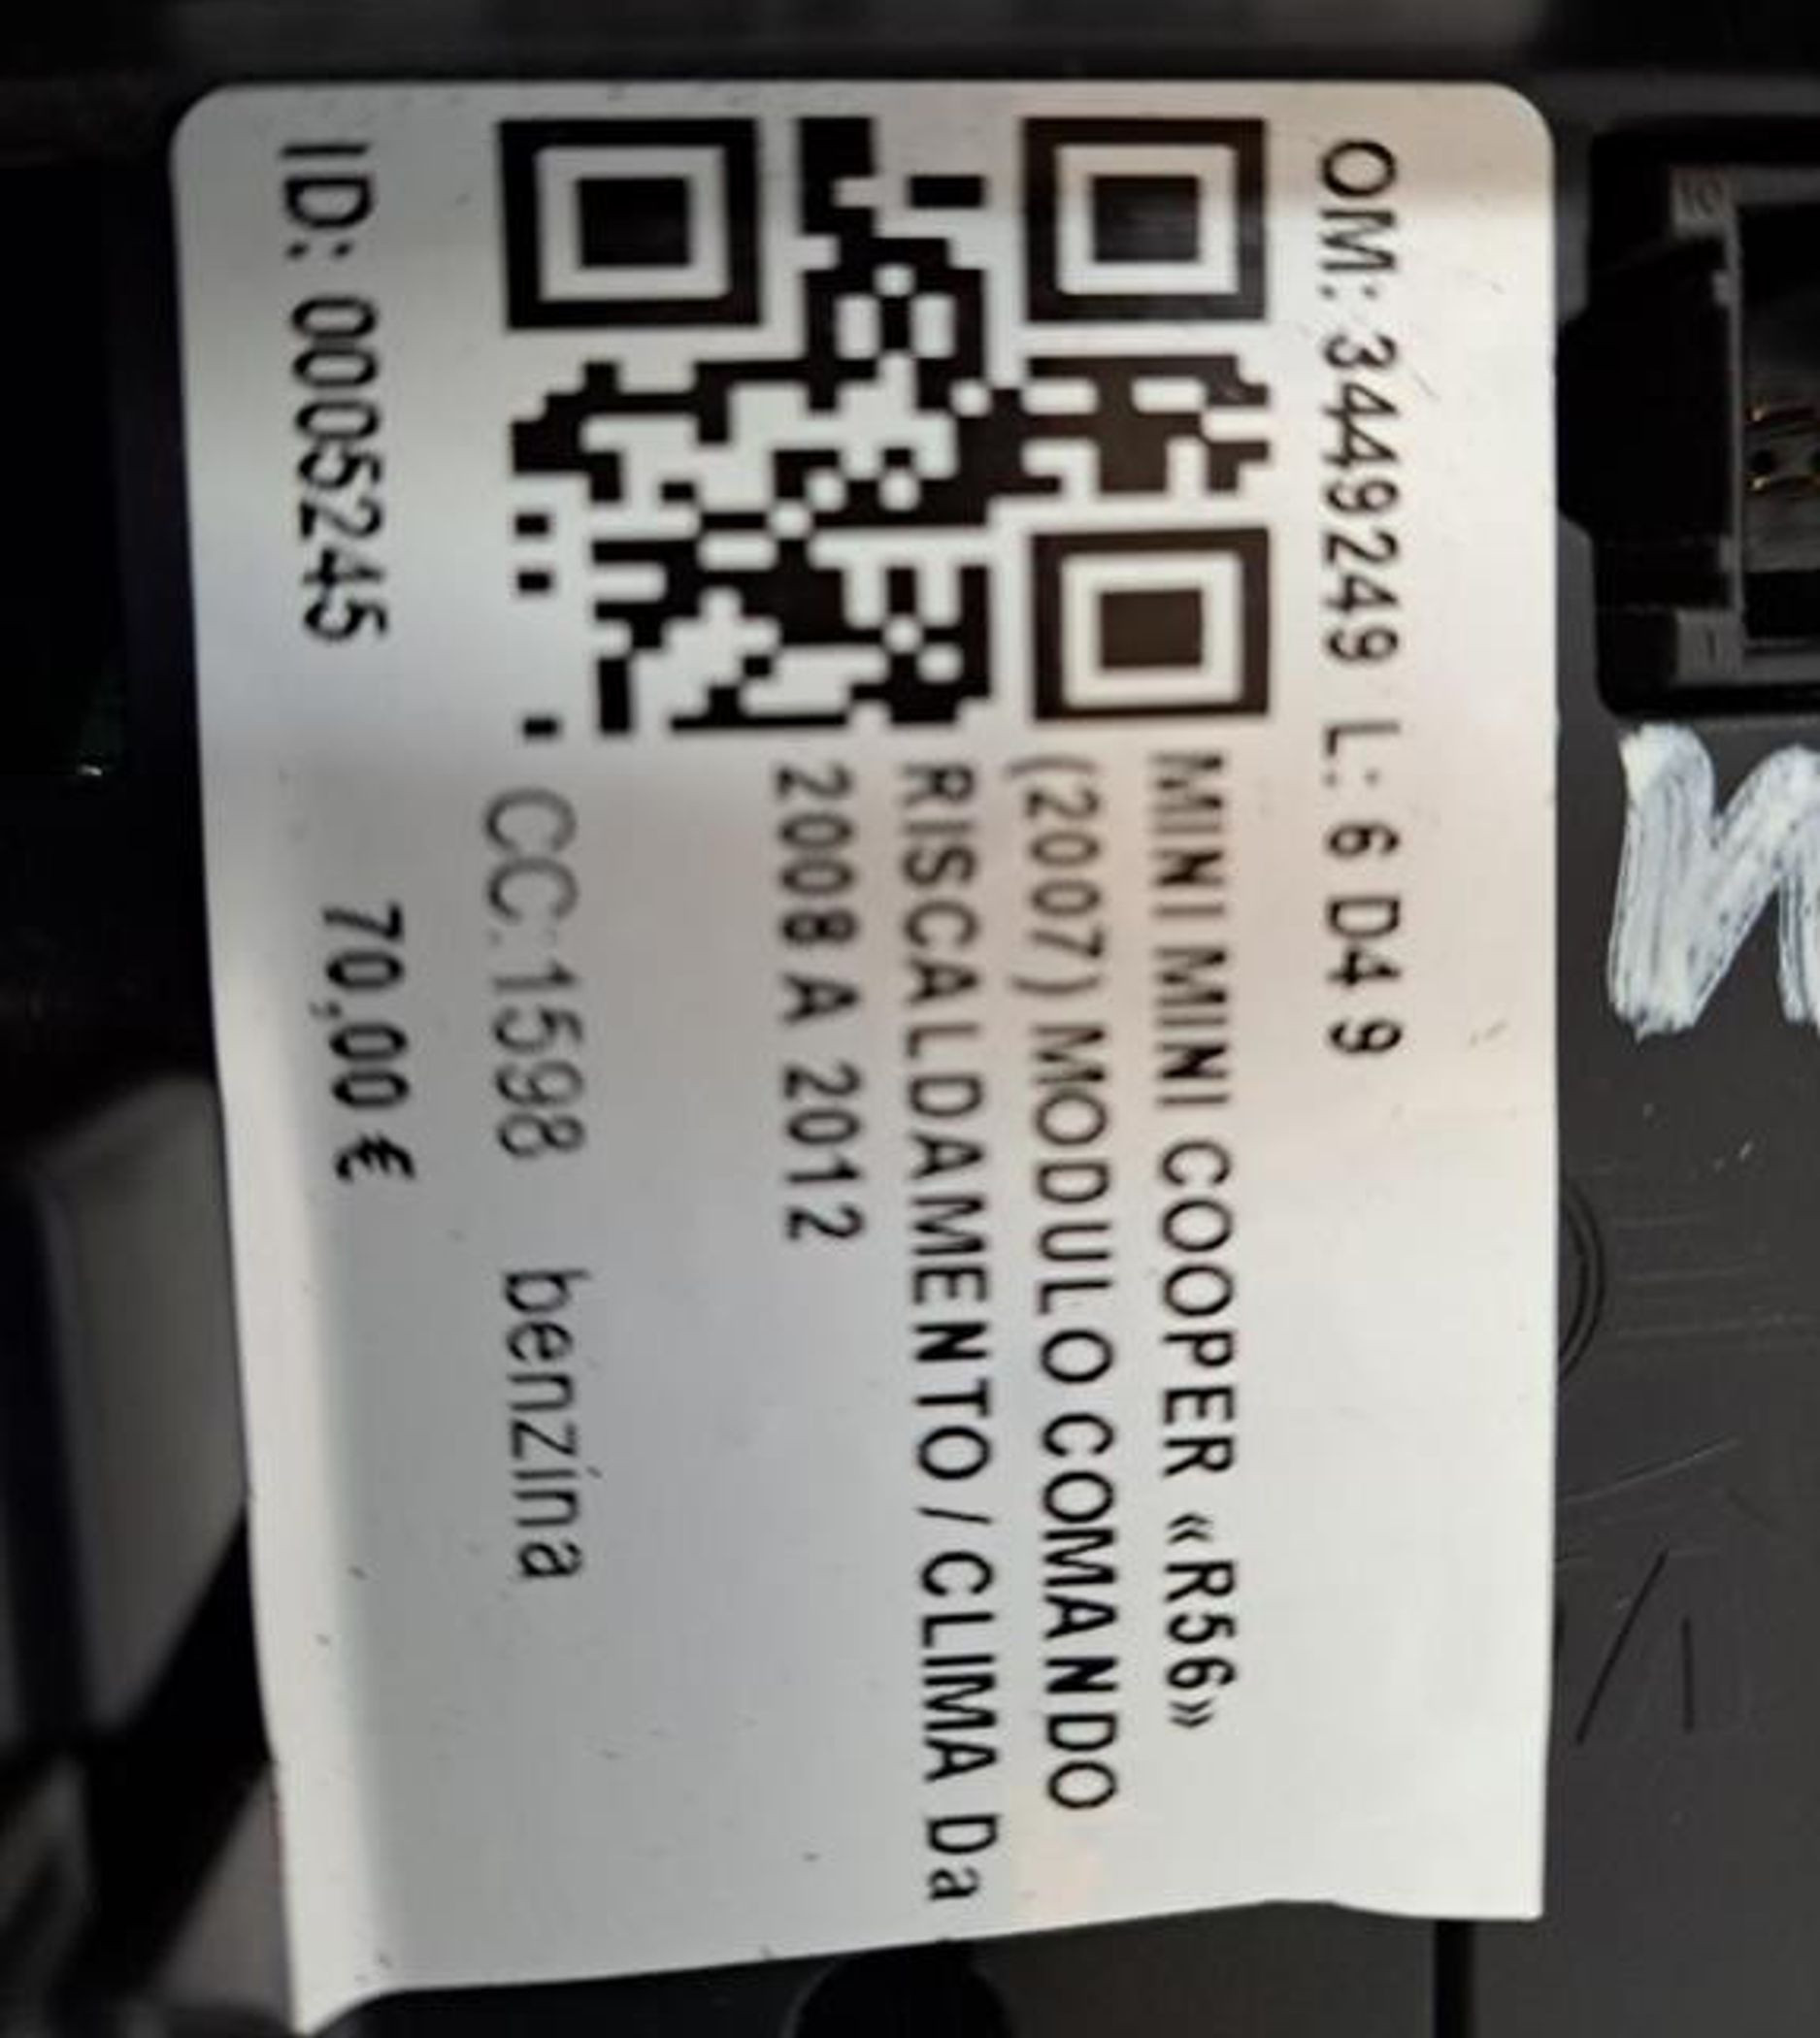 OM: 3449249 L: 6 D4 9
MINI MINI COOPER «R56»
(2007) MODULO COMANDO
RISCALDAMENTO / CLIMA Da
2008 A 2012
CC:1598 benzina
ID: 0005245 70,00 €